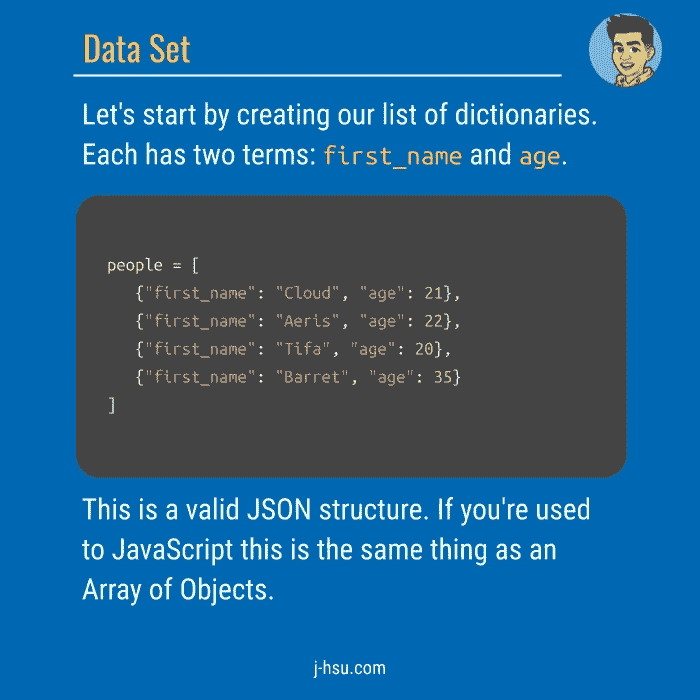 Data Set
Let's start by creating our list of dictionaries.
Each has two terms: first_name and age.
people = [
{"first_name": "Cloud", "age": 21},
{"first_name": "Aeris", "age": 22},
{"first_name": "Tifa", "age": 20},
{"first_name": "Barret", "age": 35}
]
This is a valid JSON structure. If you're used
to JavaScript this is the same thing as an
Array of Objects.
j-hsu.com